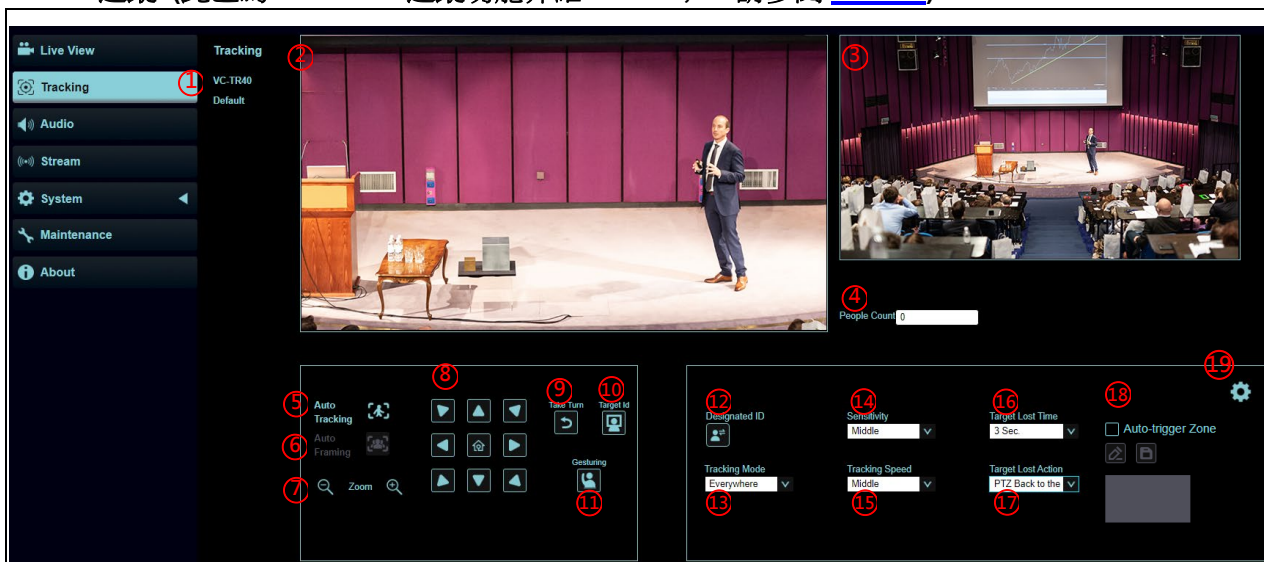 Live View
Tracking
Audio
Stream
System
Maintenance
About
Tracking
VC-TR40
Default
1
2
3
4
People Count 0
5
Auto
Tracking
6
Auto
Framing
7
Zoom
8
9
Take Turn
10
Target Id
Gesturing
11
12
Designated ID
Tracking Mode
Everywhere
13
14
Sensitivity
Middle
Tracking Speed
Middle
15
16
Target Lost Time
3 Sec.
Target Lost Action
PTZ Back to the
17
18
Auto-trigger Zone
19